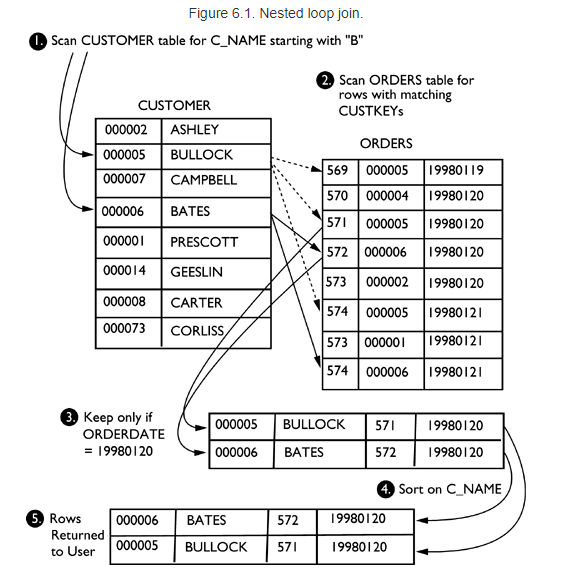 Figure 6.1. Nested loop join.
1. Scan CUSTOMER table for C_NAME starting with "B"
2. Scan ORDERS table for
rows with matching
CUSTKEYs
CUSTOMER
000002 ASHLEY
000005 BULLOCK
000007 CAMPBELL
000006 BATES
000001 PRESCOTT
000014 GEESLIN
000008 CARTER
000073 CORLISS
ORDERS
569 000005 19980119
570 000004 19980120
571 000005 19980120
572 000006 19980120
573 000002 19980120
574 000005 19980121
573 000001 19980121
574 000006 19980121
3. Keep only if
ORDERDATE
= 19980120
000005 BULLOCK 571 19980120
000006 BATES 572 19980120
4. Sort on C_NAME
5. Rows
Returned
to User
000006 BATES 572 19980120
000005 BULLOCK 571 19980120